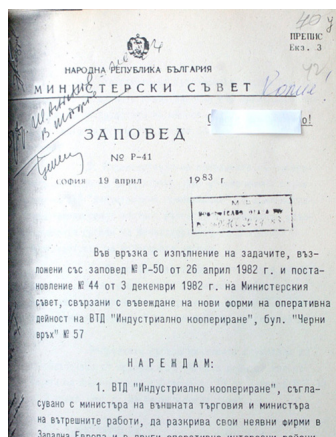 ПРЕПИС
Екз. 3
НАРОДНА РЕПУБЛИКА БЪЛГАРИЯ
МИНИСТЕРСКИ СЪВЕТ
ЗАПОВЕД
№ Р-41
СОФИЯ 19 април 1983 г.
Във връзка с изпълнение на задачите, въз-
ложени със заповед № Р-50 от 26 април 1982 г. и поста-
новление № 44 от 3 декември 1982 г. на Министерския
съвет, свързани с въвеждане на нови форми на оперативна
дейност на ВТД "Индустриално коопериране", бул. "Черни
връх" № 57
НАРЕЖДАМ:
1. ВТД "Индустриално коопериране", съгла-
сувано с министъра на външната търговия и министъра
на вътрешните работи, да разкрива свои неявни фирми в
Западна Европа и в други